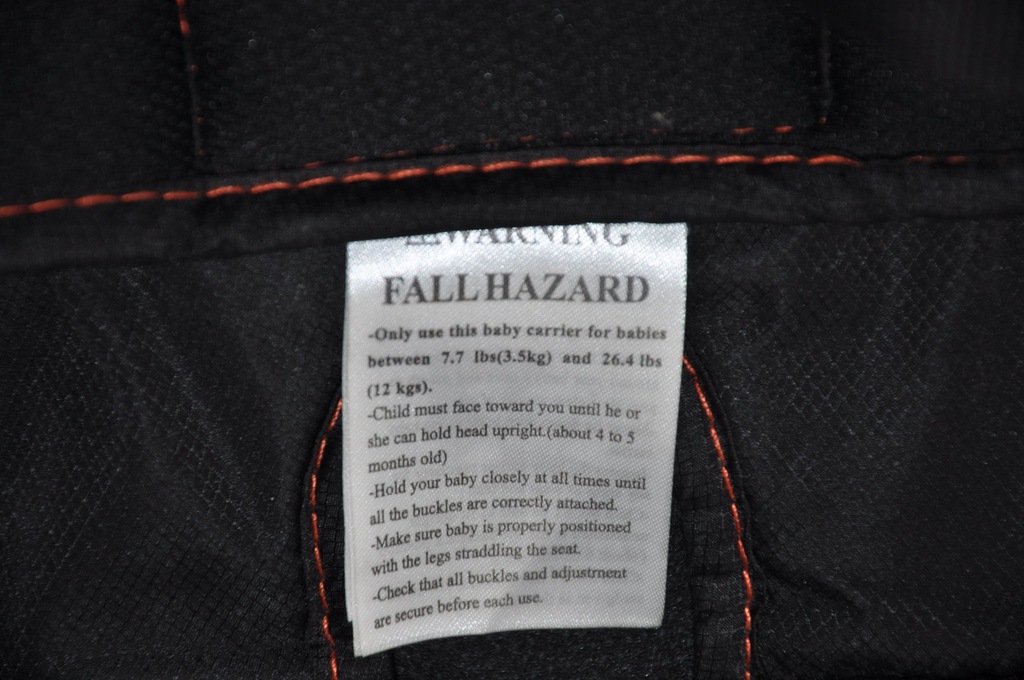 ⚠WARNING
FALL HAZARD
-Only use this baby carrier for babies
between 7.7 lbs(3.5kg) and 26.4 lbs
(12 kgs).
-Child must face toward you until he or
she can hold head upright.(about 4 to 5
months old)
-Hold your baby closely at all times until
all the buckles are correctly attached.
-Make sure baby is properly positioned
with the legs straddling the seat.
-Check that all buckles and adjustment
are secure before each use.